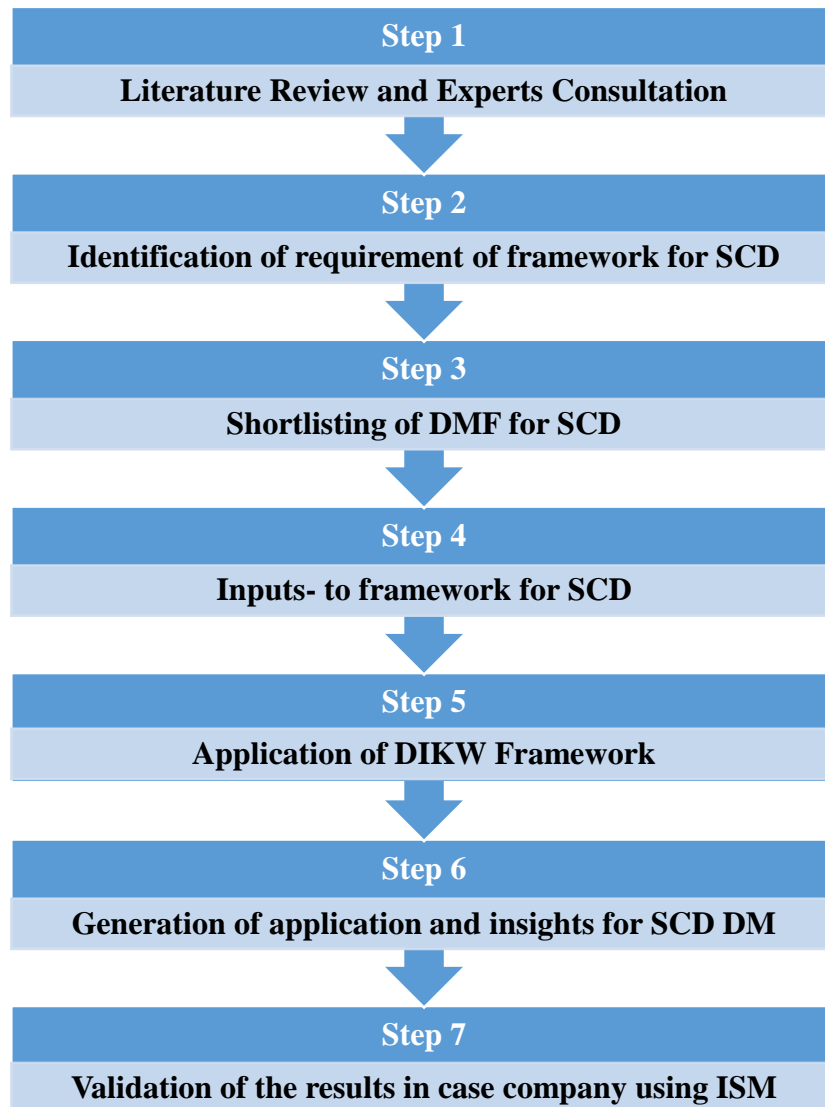 Step 1
Literature Review and Experts Consultation
Step 2
Identification of requirement of framework for SCD
Step 3
Shortlisting of DMF for SCD
Step 4
Inputs- to framework for SCD
Step 5
Application of DIKW Framework
Step 6
Generation of application and insights for SCD DM
Step 7
Validation of the results in case company using ISM